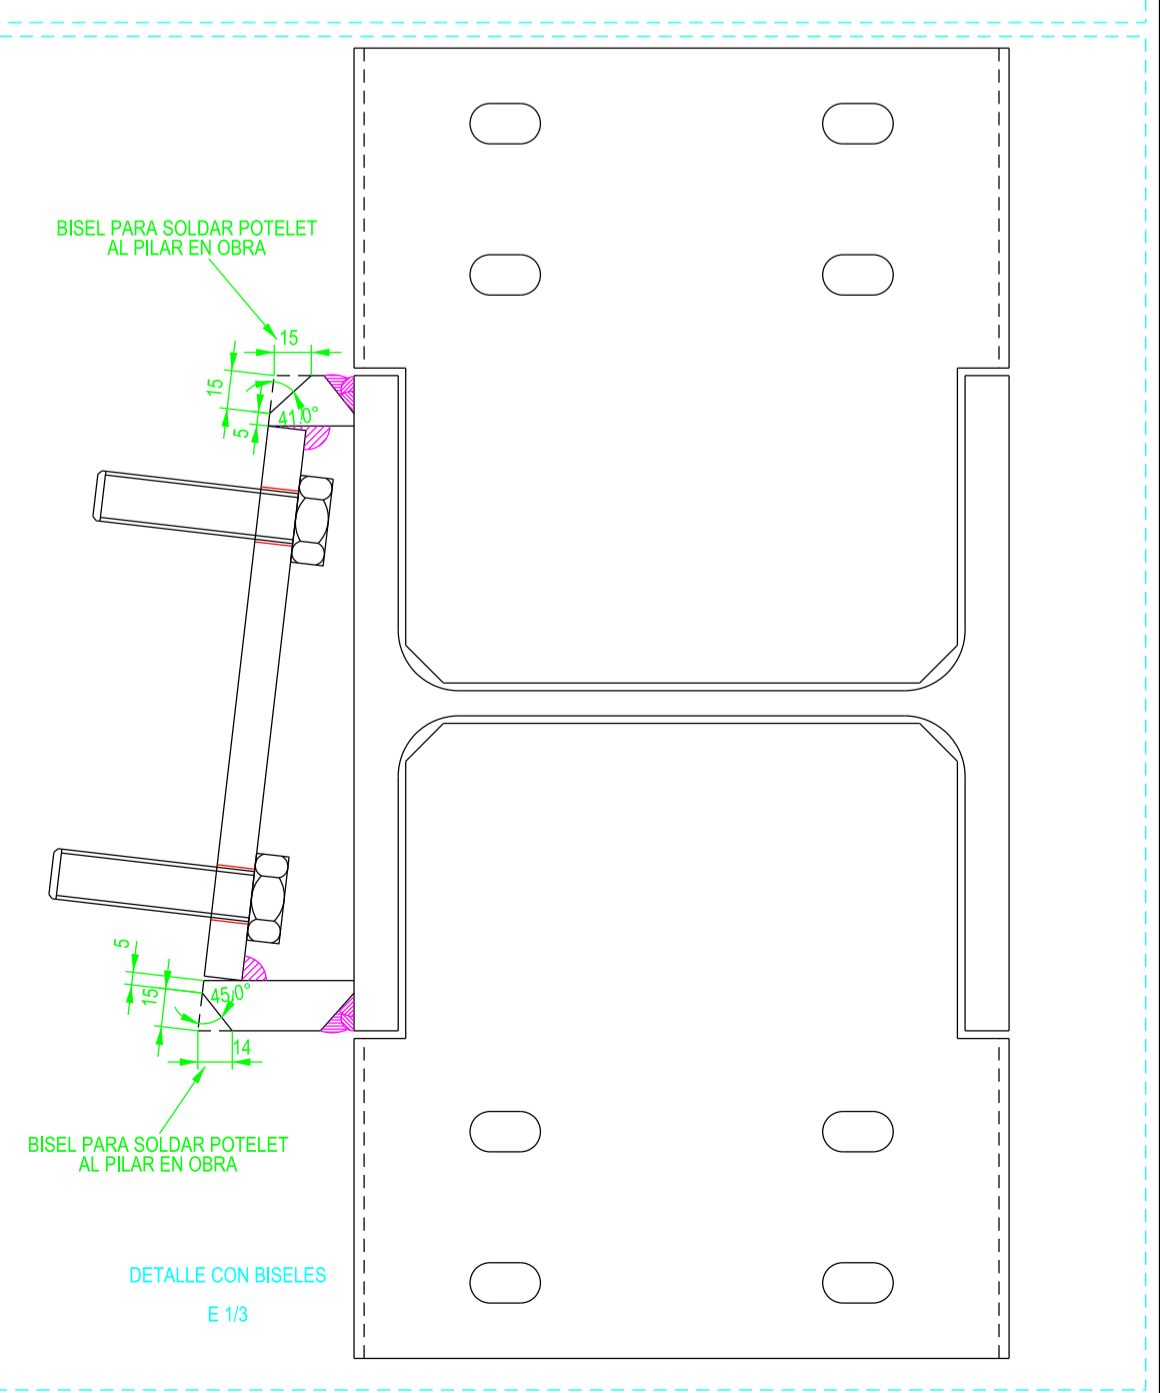 BISEL PARA SOLDAR POTELET
AL PILAR EN OBRA
15
15
41.0°
5
5
15
45.0°
14
BISEL PARA SOLDAR POTELET
AL PILAR EN OBRA
DETALLE CON BISELES
E 1/3